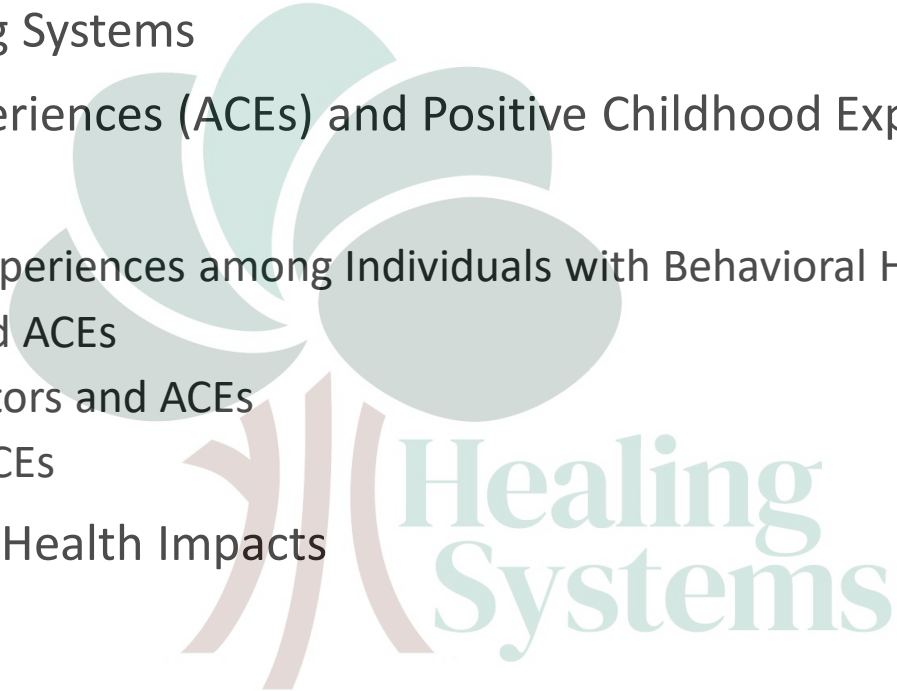 g Systems
eriences (ACEs) and Positive Childhood Exp
periences among Individuals with Behavioral H
d ACEs
tors and ACEs
CEs
Health Impacts
Healing
Systems